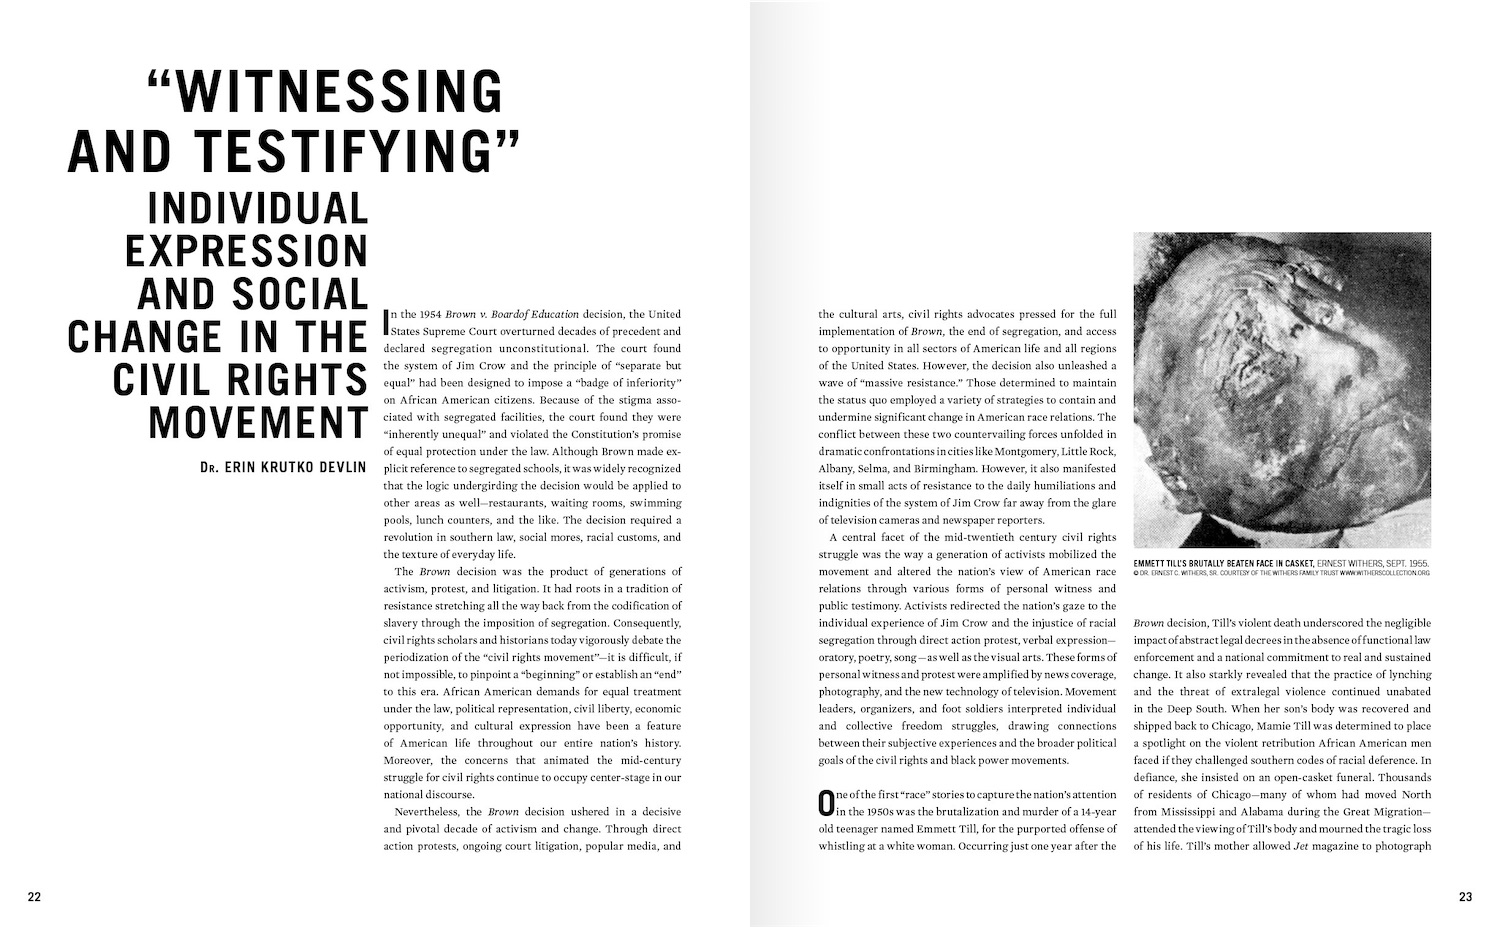 “WITNESSING
AND TESTIFYING”
INDIVIDUAL
EXPRESSION
AND SOCIAL
CHANGE IN THE
CIVIL RIGHTS
MOVEMENT
DR. ERIN KRUTKO DEVLIN
In the 1954 Brown v. Boardof Education decision, the United
States Supreme Court overturned decades of precedent and
declared segregation unconstitutional. The court found
the system of Jim Crow and the principle of “separate but
equal” had been designed to impose a “badge of inferiority”
on African American citizens. Because of the stigma asso-
ciated with segregated facilities, the court found they were
“inherently unequal” and violated the Constitution’s promise
of equal protection under the law. Although Brown made ex-
plicit reference to segregated schools, it was widely recognized
that the logic undergirding the decision would be applied to
other areas as well—restaurants, waiting rooms, swimming
pools, lunch counters, and the like. The decision required a
revolution in southern law, social mores, racial customs, and
the texture of everyday life.
The Brown decision was the product of generations of
activism, protest, and litigation. It had roots in a tradition of
resistance stretching all the way back from the codification of
slavery through the imposition of segregation. Consequently,
civil rights scholars and historians today vigorously debate the
periodization of the “civil rights movement”—it is difficult, if
not impossible, to pinpoint a “beginning” or establish an “end”
to this era. African American demands for equal treatment
under the law, political representation, civil liberty, economic
opportunity, and cultural expression have been a feature
of American life throughout our entire nation’s history.
Moreover, the concerns that animated the mid-century
struggle for civil rights continue to occupy center-stage in our
national discourse.
Nevertheless, the Brown decision ushered in a decisive
and pivotal decade of activism and change. Through direct
action protests, ongoing court litigation, popular media, and
22
the cultural arts, civil rights advocates pressed for the full
implementation of Brown, the end of segregation, and access
to opportunity in all sectors of American life and all regions
of the United States. However, the decision also unleashed a
wave of “massive resistance.” Those determined to maintain
the status quo employed a variety of strategies to contain and
undermine significant change in American race relations. The
conflict between these two countervailing forces unfolded in
dramatic confrontations in cities like Montgomery, Little Rock,
Albany, Selma, and Birmingham. However, it also manifested
itself in small acts of resistance to the daily humiliations and
indignities of the system of Jim Crow far away from the glare
of television cameras and newspaper reporters.
A central facet of the mid-twentieth century civil rights
struggle was the way a generation of activists mobilized the
movement and altered the nation’s view of American race
relations through various forms of personal witness and
public testimony. Activists redirected the nation’s gaze to the
individual experience of Jim Crow and the injustice of racial
segregation through direct action protest, verbal expression—
oratory, poetry, song—as well as the visual arts. These forms of
personal witness and protest were amplified by news coverage,
photography, and the new technology of television. Movement
leaders, organizers, and foot soldiers interpreted individual
and collective freedom struggles, drawing connections
between their subjective experiences and the broader political
goals of the civil rights and black power movements.
One of the first “race” stories to capture the nation’s attention
in the 1950s was the brutalization and murder of a 14-year
old teenager named Emmett Till, for the purported offense of
whistling at a white woman. Occurring just one year after the
EMMETT TILL’S BRUTALLY BEATEN FACE IN CASKET, ERNEST WITHERS, SEPT. 1955.
© DR. ERNEST C. WITHERS, SR. COURTESY OF THE WITHERS FAMILY TRUST WWW.WITHERSCOLLECTION.ORG
Brown decision, Till’s violent death underscored the negligible
impact of abstract legal decrees in the absence of functional law
enforcement and a national commitment to real and sustained
change. It also starkly revealed that the practice of lynching
and the threat of extralegal violence continued unabated
in the Deep South. When her son’s body was recovered and
shipped back to Chicago, Mamie Till was determined to place
a spotlight on the violent retribution African American men
faced if they challenged southern codes of racial deference. In
defiance, she insisted on an open-casket funeral. Thousands
of residents of Chicago—many of whom had moved North
from Mississippi and Alabama during the Great Migration—
attended the viewing of Till’s body and mourned the tragic loss
of his life. Till’s mother allowed Jet magazine to photograph
23